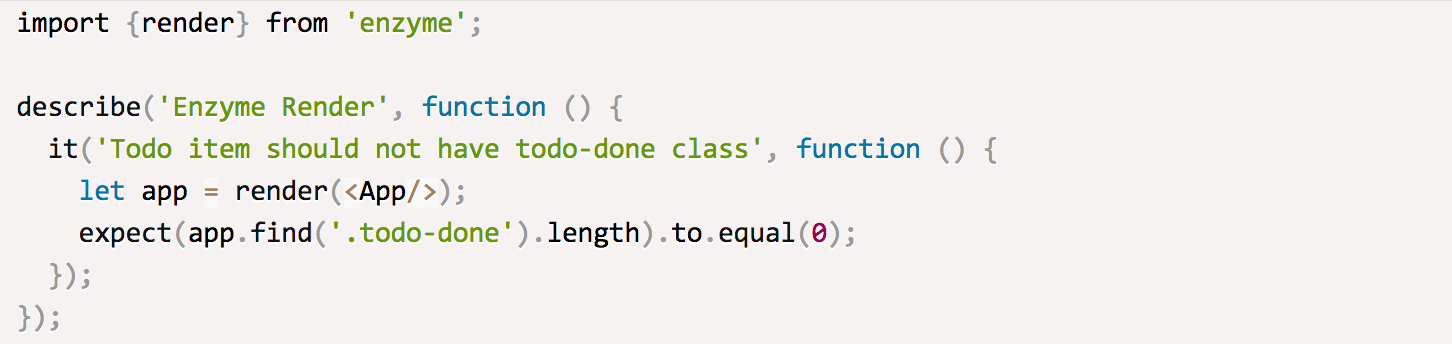 import {render} from 'enzyme';
describe('Enzyme Render', function () {
it('Todo item should not have todo-done class', function () {
let app = render(<App/>);
expect(app.find('.todo-done').length).to.equal(0);
});
});